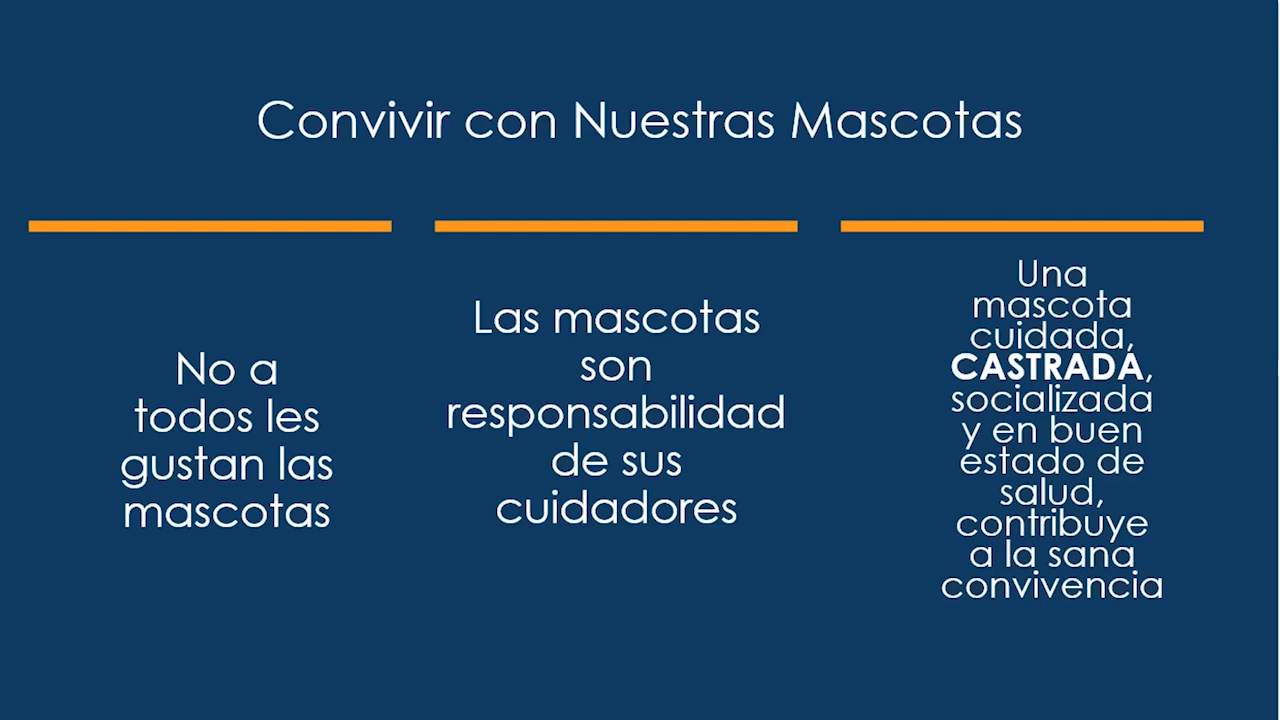 Convivir con Nuestras Mascotas
No a
todos les
gustan las
mascotas
Las mascotas
son
responsabilidad
de sus
cuidadores
Una
mascota
cuidada,
CASTRADA,
socializada
y en buen
estado de
salud,
contribuye
a la sana
convivencia